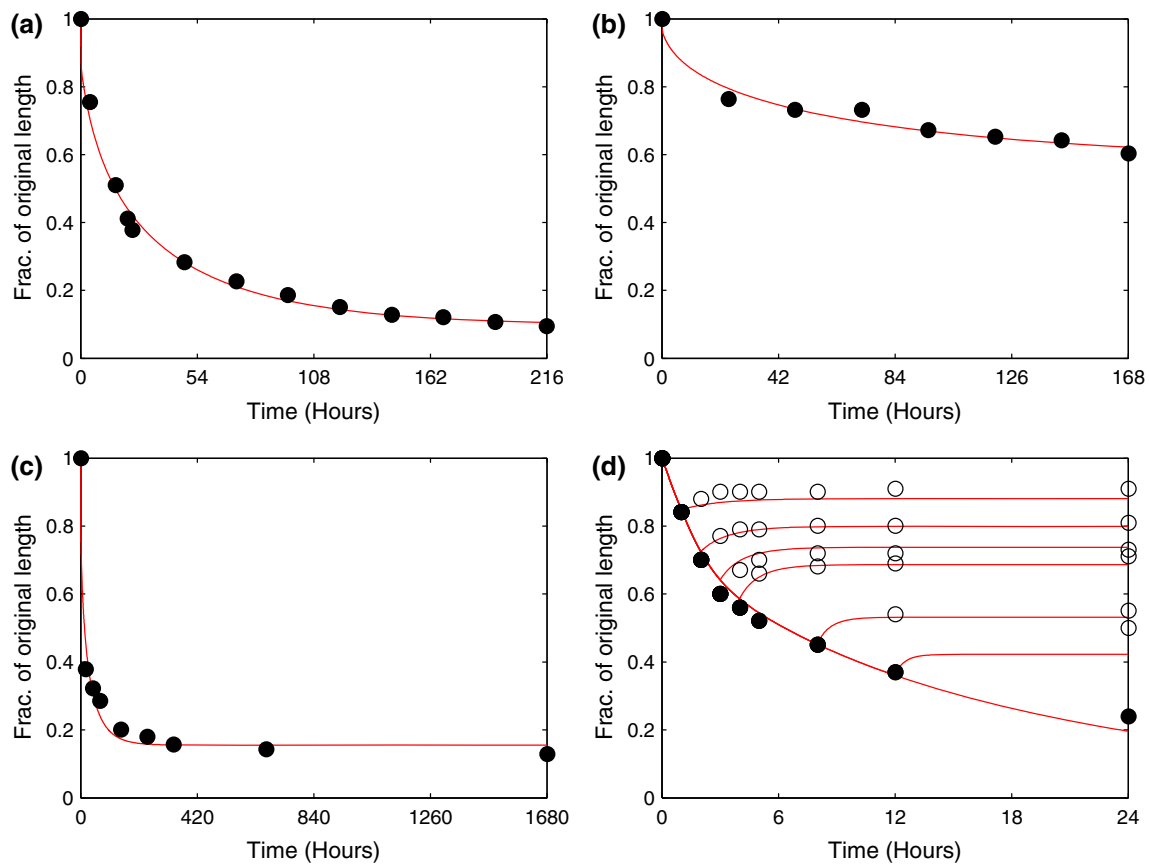 (a)
Frac. of original length
1
0.8
0.6
0.4
0.2
0
0 54 108 162 216
Time (Hours)
(b)
Frac. of original length
1
0.8
0.6
0.4
0.2
0
0 42 84 126 168
Time (Hours)
(c)
Frac. of original length
1
0.8
0.6
0.4
0.2
0
0 420 840 1260 1680
Time (Hours)
(d)
Frac. of original length
1
0.8
0.6
0.4
0.2
0
0 6 12 18 24
Time (Hours)